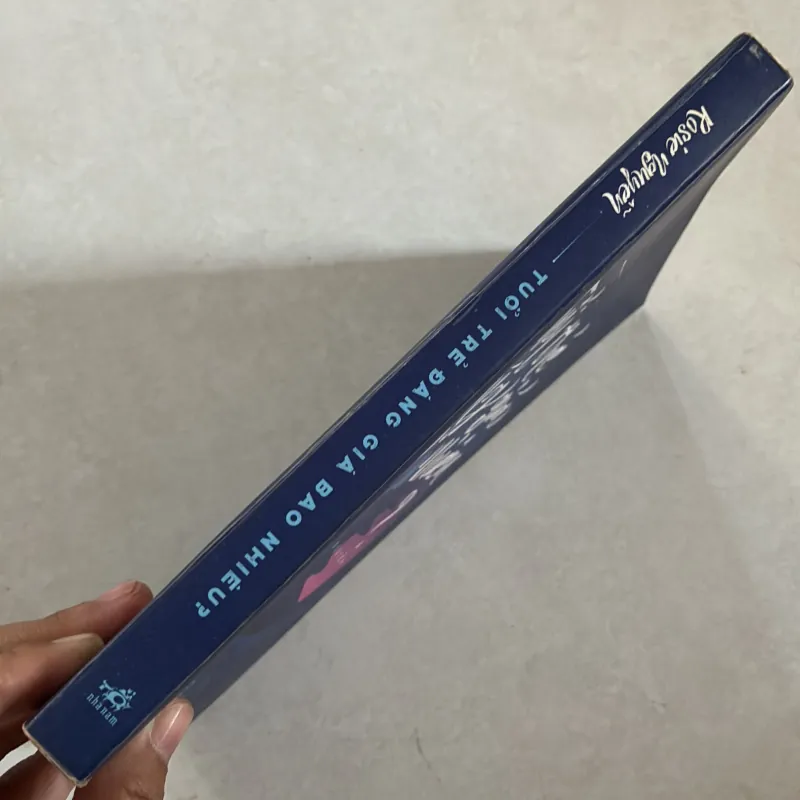 Rosie Nguyễn
TUỔI TRẺ ĐÁNG GIÁ BAO NHIÊU?
nhã nam